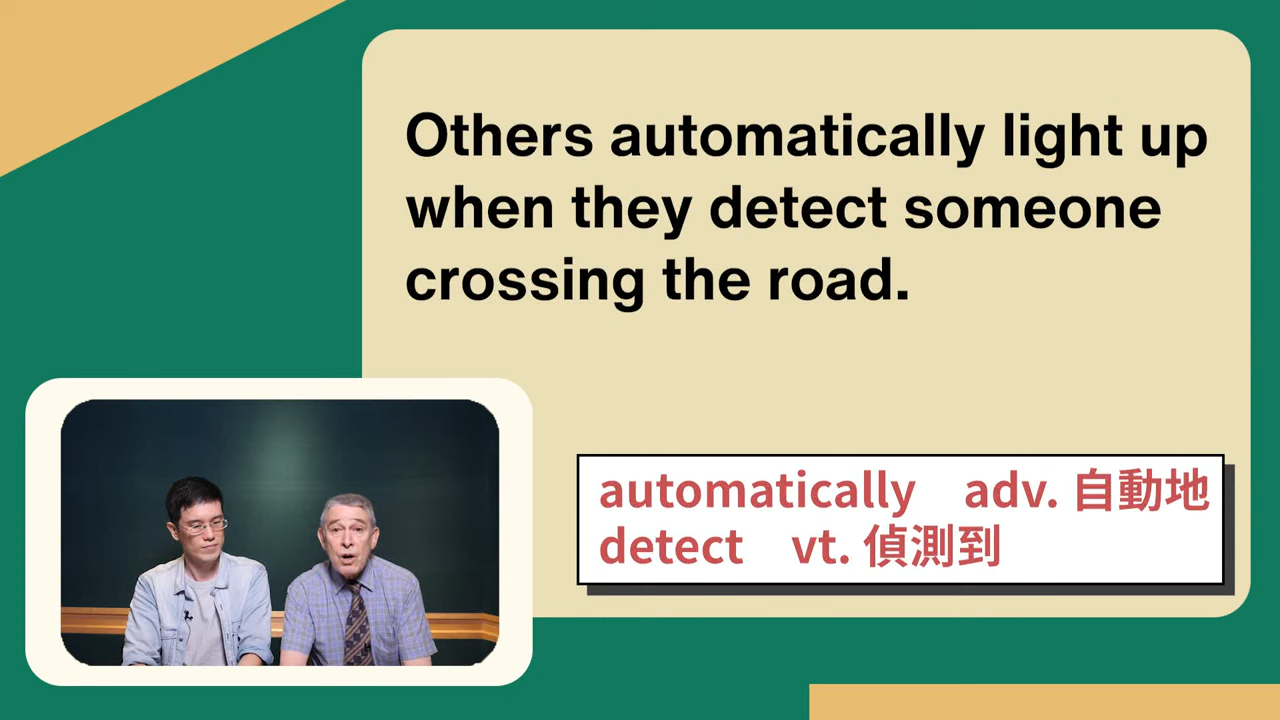 Others automatically light up
when they detect someone
crossing the road.
automatically adv. 自動地
detect vt. 偵測到